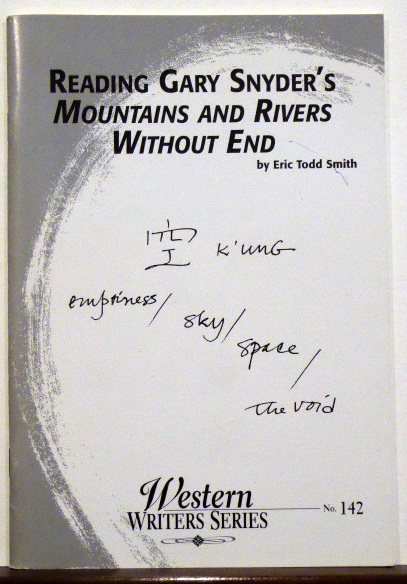 READING GARY SNYDER'S
MOUNTAINS AND RIVERS
WITHOUT END
by Eric Todd Smith
空 K'UNG
emptiness/
sky/
space/
the void
Western
WRITERS SERIES
No. 142